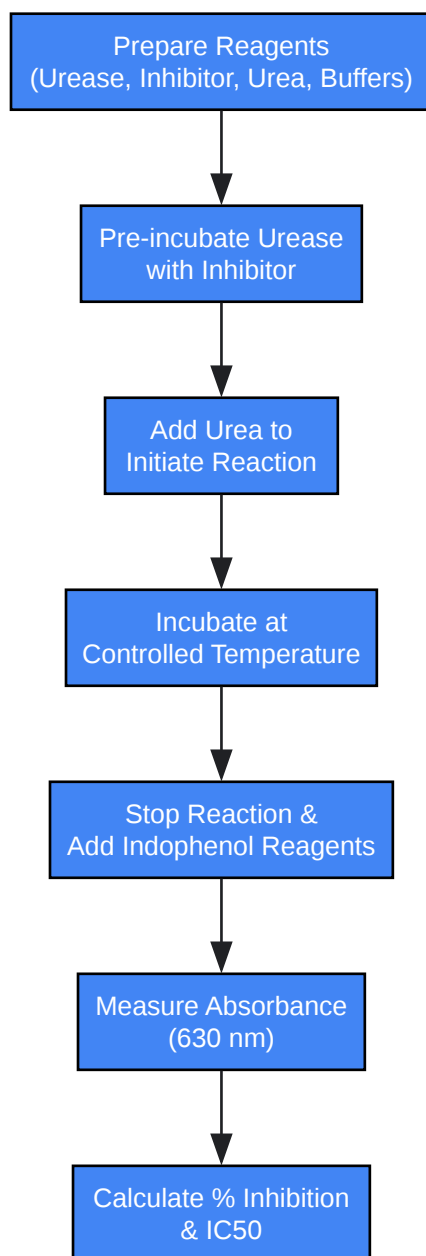 Prepare Reagents
(Urease, Inhibitor, Urea, Buffers)
Pre-incubate Urease
with Inhibitor
Add Urea to
Initiate Reaction
Incubate at
Controlled Temperature
Stop Reaction &
Add Indophenol Reagents
Measure Absorbance
(630 nm)
Calculate % Inhibition
& IC50